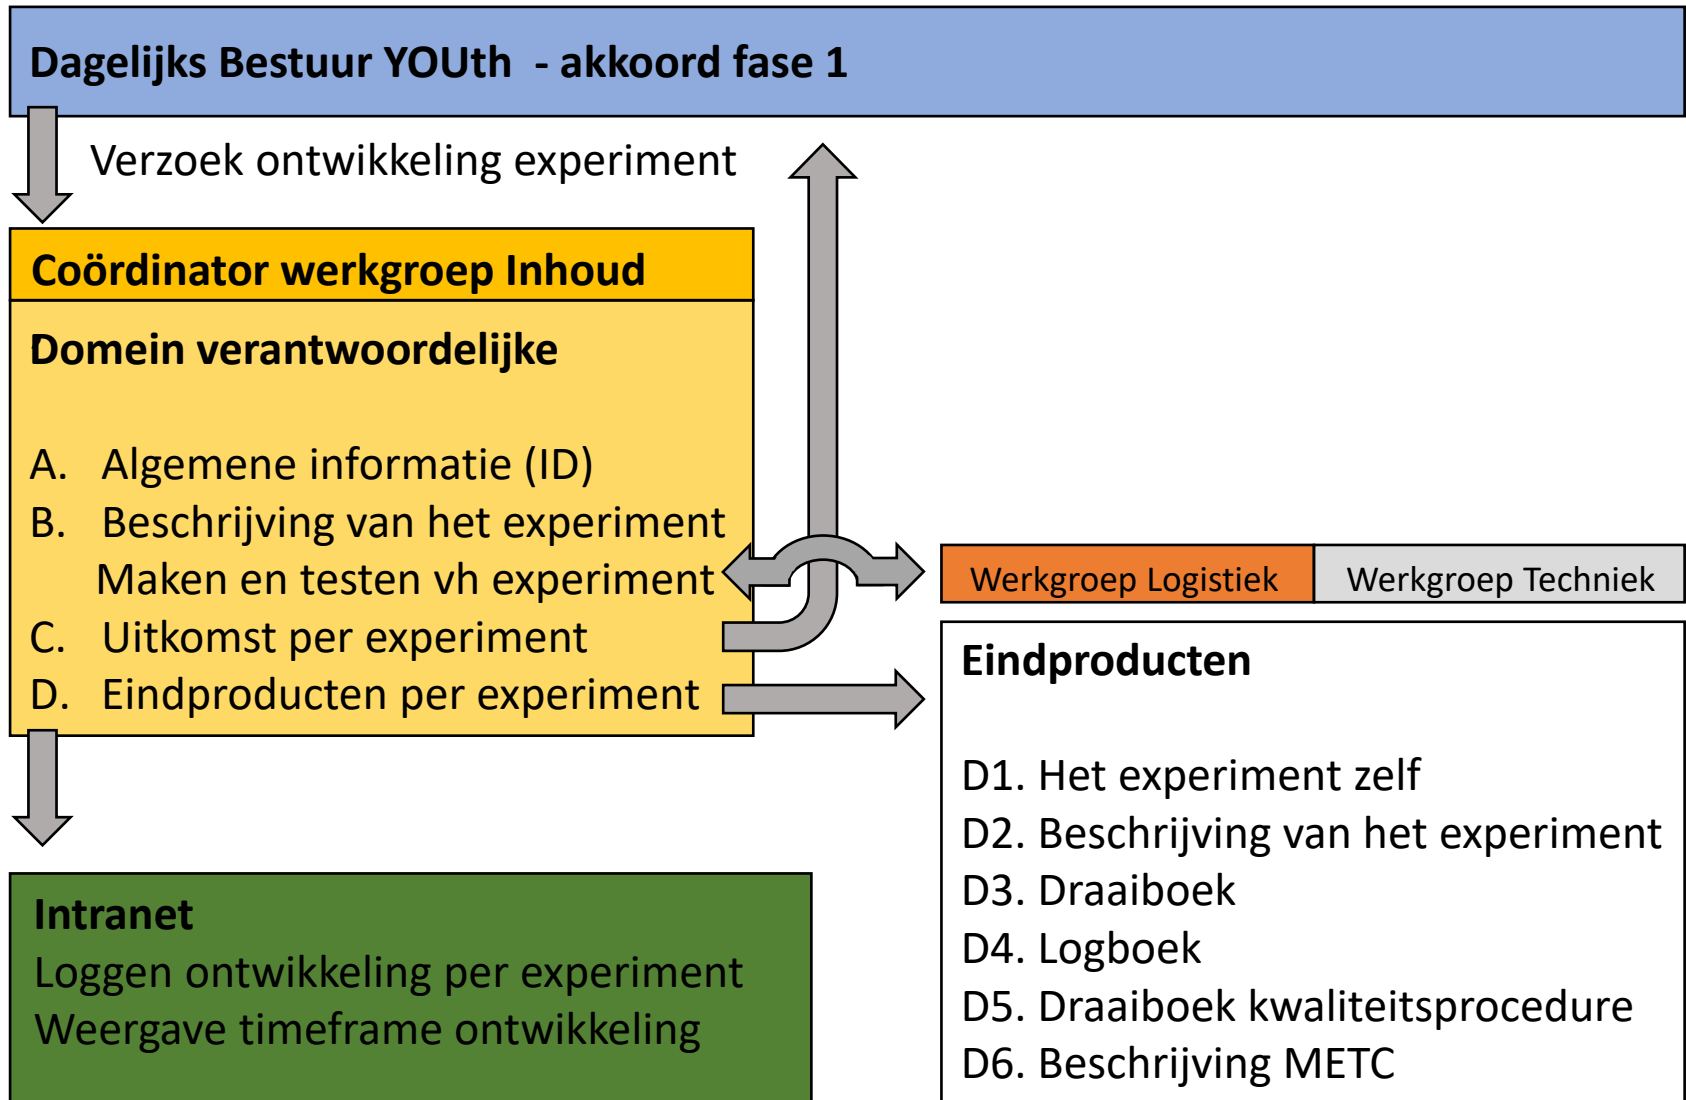 Dagelijks Bestuur YOUth - akkoord fase 1
Verzoek ontwikkeling experiment
Coördinator werkgroep Inhoud
Domein verantwoordelijke
A. Algemene informatie (ID)
B. Beschrijving van het experiment
Maken en testen vh experiment
C. Uitkomst per experiment
D. Eindproducten per experiment
Werkgroep Logistiek
Werkgroep Techniek
Eindproducten
D1. Het experiment zelf
D2. Beschrijving van het experiment
D3. Draaiboek
D4. Logboek
D5. Draaiboek kwaliteitsprocedure
D6. Beschrijving METC
Intranet
Loggen ontwikkeling per experiment
Weergave timeframe ontwikkeling